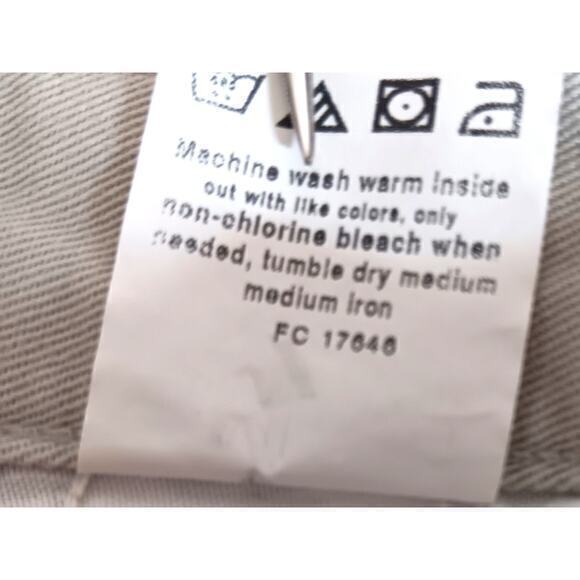 Machine wash warm inside
out with like colors, only
non-chlorine bleach when
needed, tumble dry medium
medium iron
FC 17646